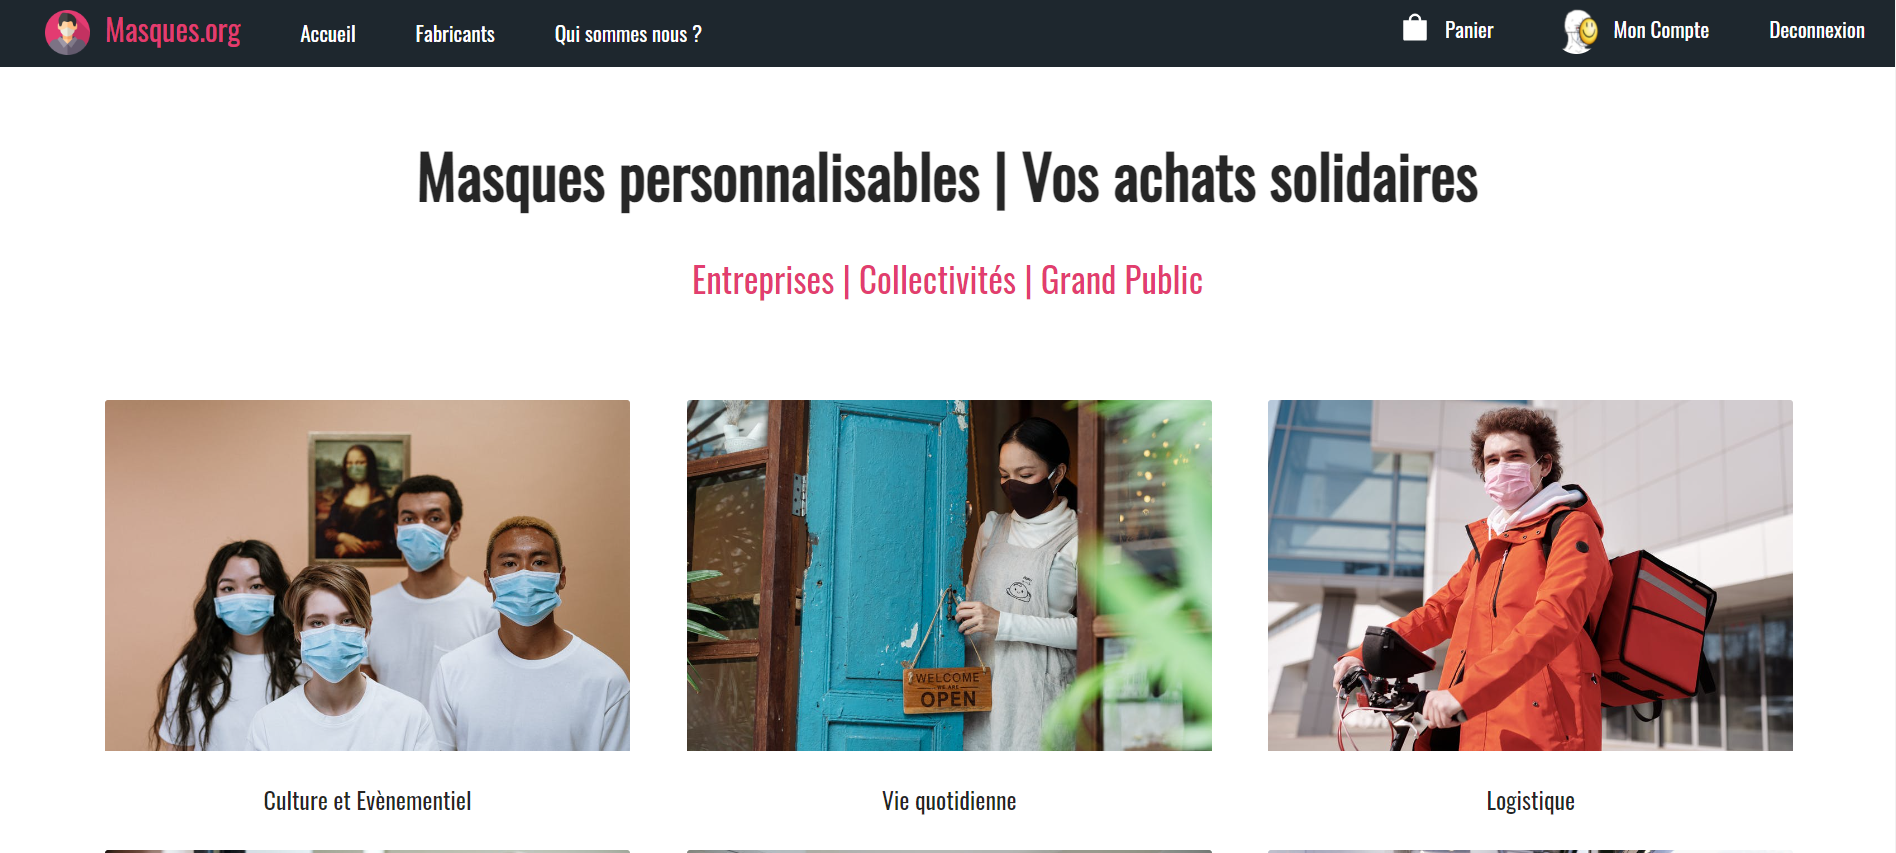 Masques.org
Accueil
Fabricants
Qui sommes nous ?
Panier
Mon Compte
Deconnexion
Masques personnalisables | Vos achats solidaires
Entreprises | Collectivités | Grand Public
WELCOME
WE ARE
OPEN
Culture et Evènementiel
Vie quotidienne
Logistique